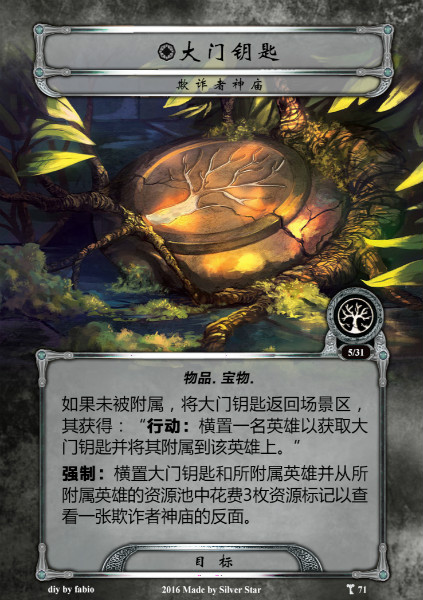 大门钥匙
欺诈者神庙
5/31
物品. 宝物.
如果未被附属，将大门钥匙返回场景区，
其获得：“行动：横置一名英雄以获取大
门钥匙并将其附属到该英雄上。”
强制：横置大门钥匙和所附属英雄并从所
附属英雄的资源池中花费3枚资源标记以查
看一张欺诈者神庙的反面。
目标
diy by fabio
2016 Made by Silver Star
71